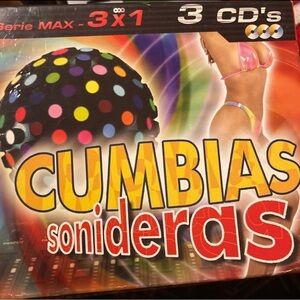 Serie MAX - 3x1 3 CD's
CUMBIAS
sonideras